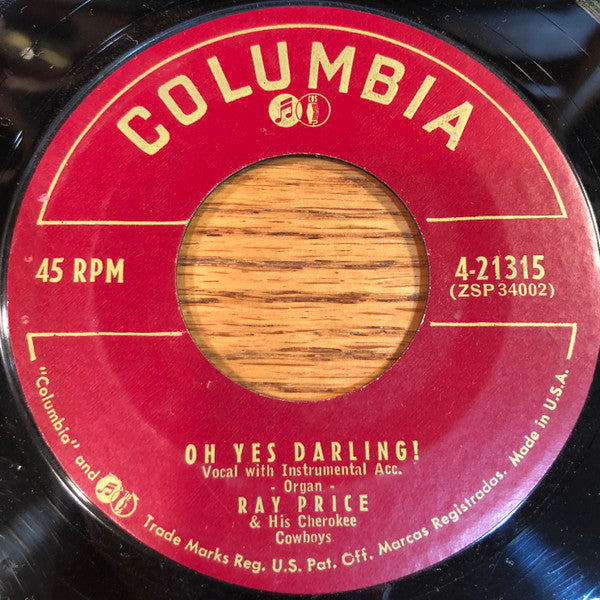 COLUMBIA
CBS
45 RPM
4-21315
(ZSP 34002)
OH YES DARLING!
Vocal with Instrumental Acc.
- Organ -
RAY PRICE
& His Cherokee
Cowboys
"Columbia" and Trade Marks Reg. U.S. Pat. Off. Marcas Registradas. Made in U.S.A.